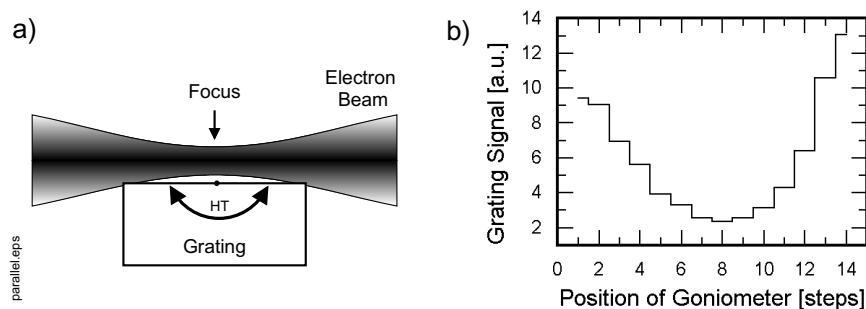 a)
Focus
Electron
Beam
HT
Grating
parallel.eps
b)
Grating Signal [a.u.]
14
12
10
8
6
4
2
0 2 4 6 8 10 12 14
Position of Goniometer [steps]